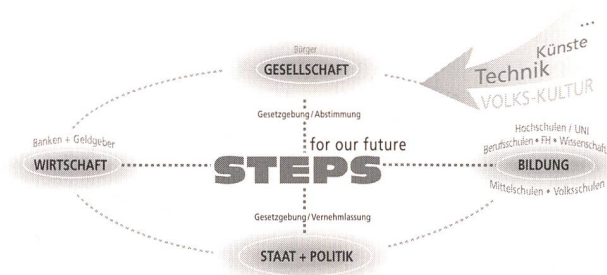 ...
Künste
Technik
VOLKS-KULTUR
Bürger
GESELLSCHAFT
Gesetzgebung/Abstimmung
Banken + Geldgeber
WIRTSCHAFT
for our future
STEPS
Hochschulen / UNI
Berufsschulen • FH • Wissenschaft
BILDUNG
Mittelschulen • Volksschulen
Gesetzgebung/Vernehmlassung
STAAT + POLITIK